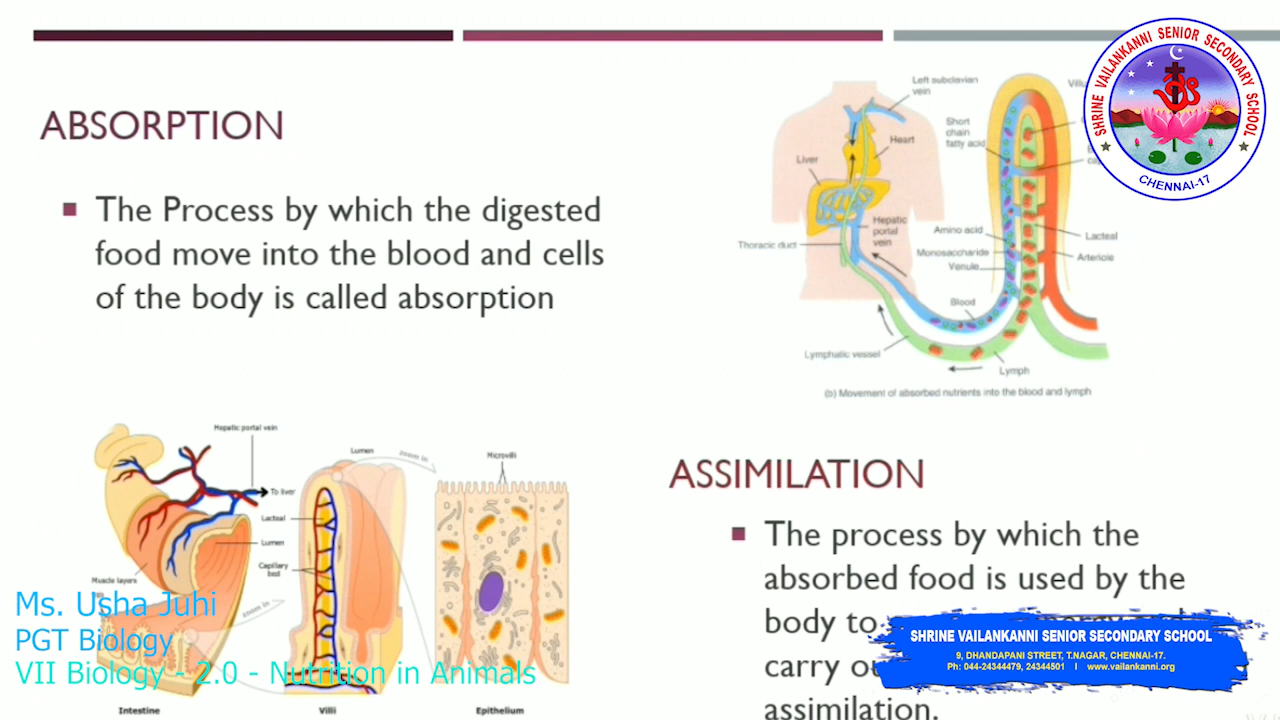 ABSORPTION
The Process by which the digested
food move into the blood and cells
of the body is called absorption
Left subclavian
vein
Short
chain
fatty acid
Heart
Liver
Hepatic
portal
vein
Thoracic duct
Amino acid
Monosaccharide
Venule
Lacteal
Arteriole
Blood
Lymphatic vessel
Lymph
(b) Movement of absorbed nutrients into the blood and lymph
SHRINE VAILANKANNI SENIOR SECONDARY SCHOOL
CHENNAI-17
Hepatic portal vein
To liver
Lumen
zoom in
Microvilli
Lacteal
Lumen
Capillary
bed
Muscle layers
zoom in
Intestine
Villi
Epithelium
ASSIMILATION
The process by which the
absorbed food is used by the
body to
carry
assimilation.
Ms. Usha Juhi
PGT Biology
VII Biology - 2.0 - Nutrition in Animals
SHRINE VAILANKANNI SENIOR SECONDARY SCHOOL
9, DHANDAPANI STREET, T.NAGAR, CHENNAI-17.
Ph: 044-24344479, 24344501 I www.vailankanni.org